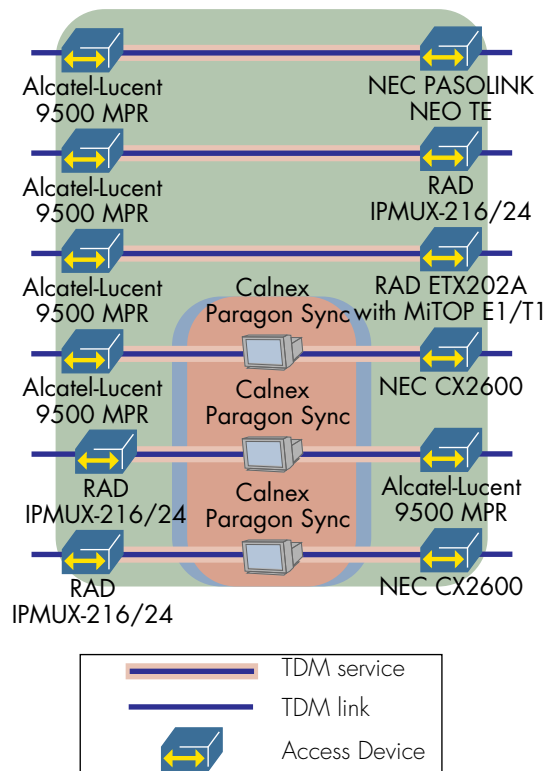 Alcatel-Lucent
9500 MPR
NEC PASOLINK
NEO TE
Alcatel-Lucent
9500 MPR
RAD
IPMUX-216/24
Alcatel-Lucent
9500 MPR
RAD ETX202A
with MiTOP E1/T1
Calnex
Paragon Sync
Alcatel-Lucent
9500 MPR
NEC CX2600
Calnex
Paragon Sync
RAD
IPMUX-216/24
Alcatel-Lucent
9500 MPR
Calnex
Paragon Sync
RAD
IPMUX-216/24
NEC CX2600
TDM service
TDM link
Access Device